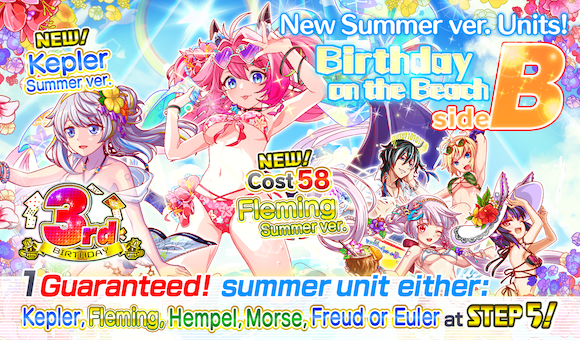 NEW!
Kepler
Summer ver.
New Summer ver. Units!
Birthday
on the Beach
side B
NEW!
Cost 58
Fleming
Summer ver.
3rd
BIRTHDAY
1 Guaranteed! summer unit either:
Kepler, Fleming, Hempel, Morse, Freud or Euler at STEP 5!